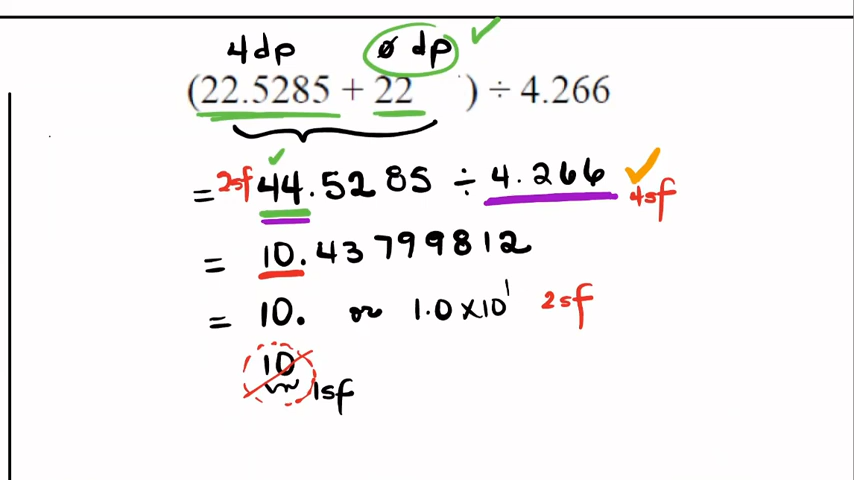 4dp 0 dp ✓
(22.5285 + 22 ) ÷ 4.266
= 2sf 44.5285 ÷ 4.266 4sf
= 10.43799812
= 10. or 1.0×10¹ 2sf
10 1sf